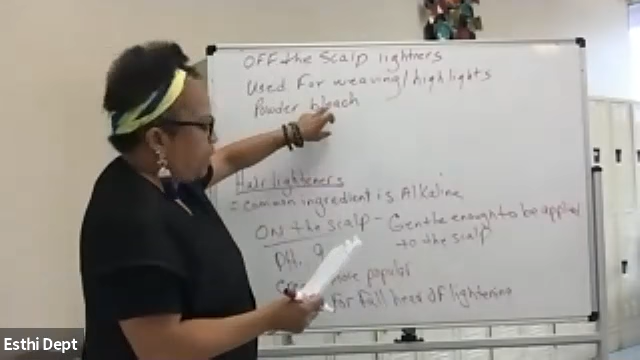 OFF the Scalp lightners
Used For weaving/highlights
Powder bleach
Hair lighteners
= Common ingredient is Alkaline
ON the scalp - Gentle enough to be applied
to the scalp
PH. 9
more popular
for full head of lightening
Esthi Dept